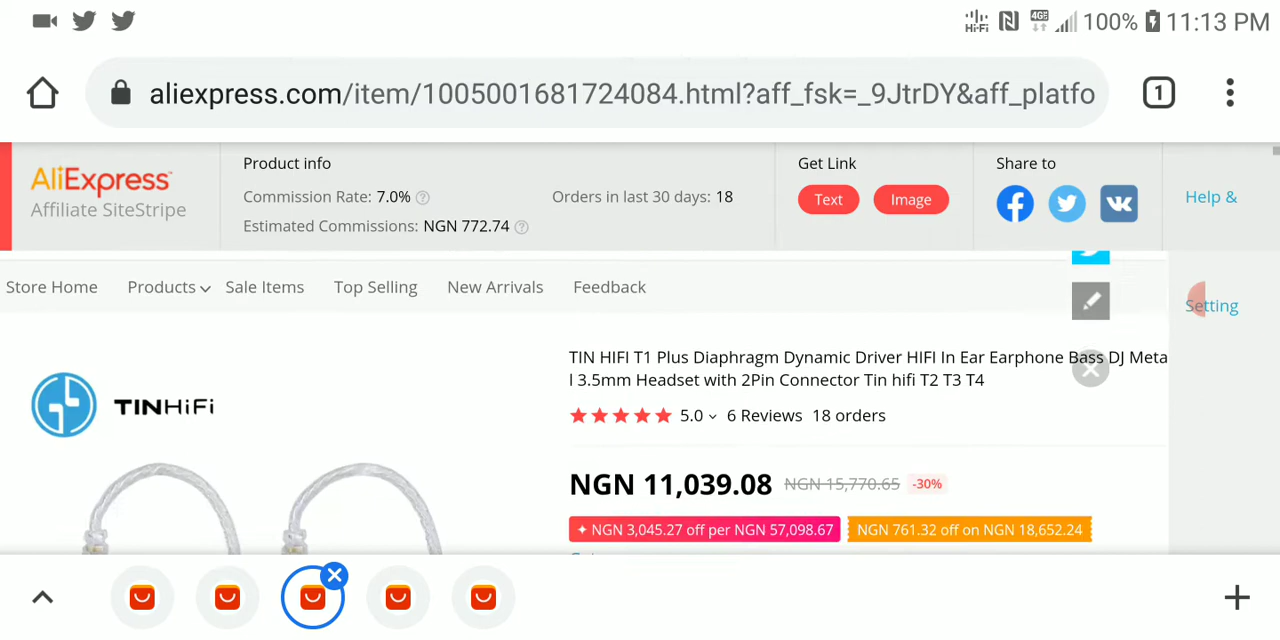 Hi-Fi 4GE 100% 11:13 PM
aliexpress.com/item/1005001681724084.html?aff_fsk=_9JtrDY&aff_platfo
1
AliExpress
Affiliate SiteStripe
Product info
Commission Rate: 7.0% ?
Orders in last 30 days: 18
Estimated Commissions: NGN 772.74 ?
Get Link
Text Image
Share to
Help &
Setting
Store Home Products Sale Items Top Selling New Arrivals Feedback
TINHiFi
TIN HIFI T1 Plus Diaphragm Dynamic Driver HIFI In Ear Earphone Bass DJ Meta
l 3.5mm Headset with 2Pin Connector Tin hifi T2 T3 T4
5.0 6 Reviews 18 orders
NGN 11,039.08 NGN 15,770.65 -30%
NGN 3,045.27 off per NGN 57,098.67 NGN 761.32 off on NGN 18,652.24